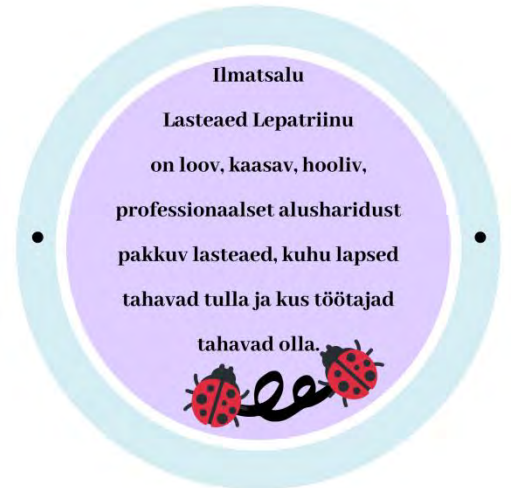 Ilmatsalu
Lasteaed Lepatriinu
on loov, kaasav, hooliv,
professionaalset alusharidust
pakkuv lasteaed, kuhu lapsed
tahavad tulla ja kus töötajad
tahavad olla.